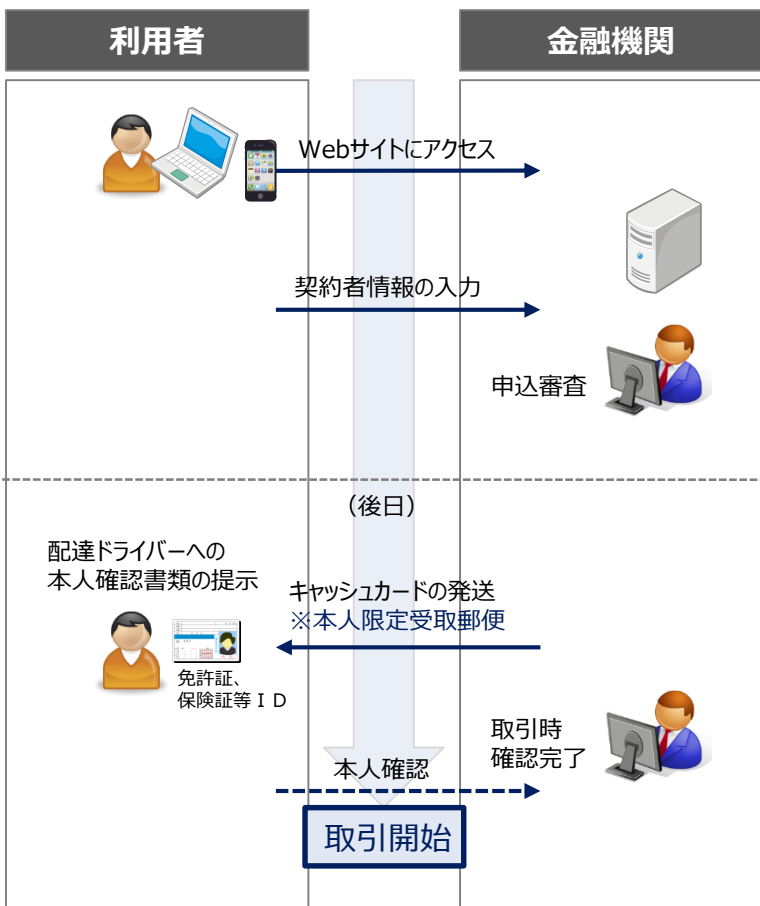 利用者
金融機関
Webサイトにアクセス
契約者情報の入力
申込審査
（後日）
配達ドライバーへの
本人確認書類の提示
キャッシュカードの発送
※本人限定受取郵便
免許証、
保険証等ＩＤ
取引時
確認完了
本人確認
取引開始